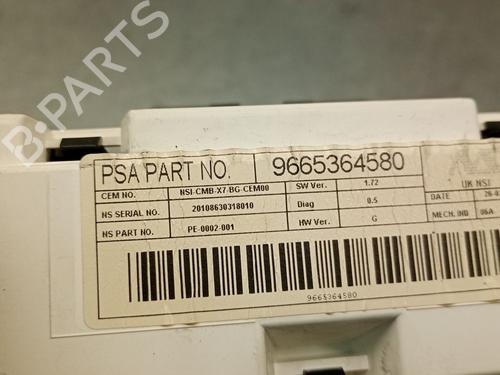 B-PARTS
PSA PART NO. 9665364580
CEM NO. NSI-CMB-X7-BG-CEM00 SW Ver. 1.72 UK NSI
NS SERIAL NO. 20108630318010 Diag 0.5 DATE
NS PART NO. PE-0002-001 HW Ver. G MECH. IND 06A
9665364580